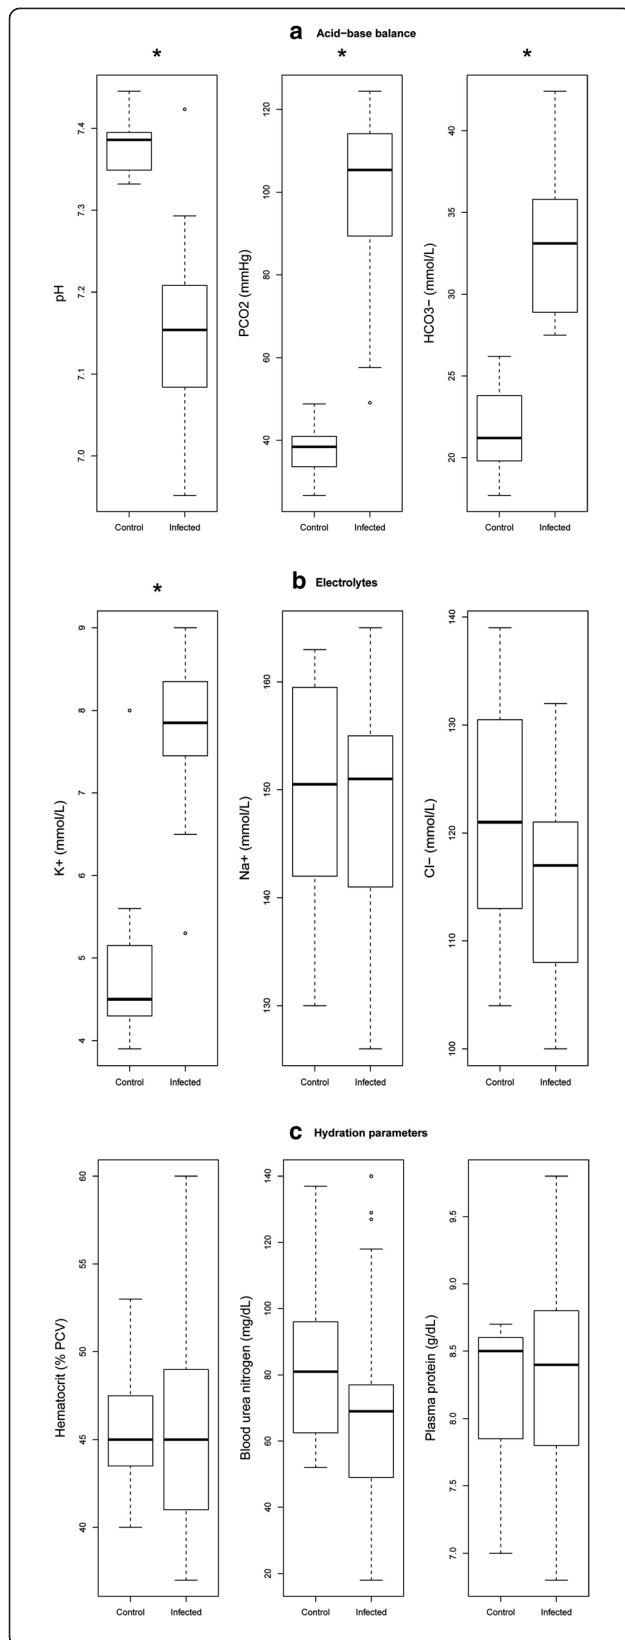 a Acid−base balance
* * *
pH
7.4
7.3
7.2
7.1
7.0
Control Infected
PCO2 (mmHg)
120
100
80
60
40
Control Infected
HCO3− (mmol/L)
40
35
30
25
20
Control Infected
b Electrolytes
*
K+ (mmol/L)
9
8
7
6
5
4
Control Infected
Na+ (mmol/L)
160
150
140
130
Control Infected
Cl− (mmol/L)
140
130
120
110
100
Control Infected
c Hydration parameters
Hematocrit (% PCV)
60
55
50
45
40
Control Infected
Blood urea nitrogen (mg/dL)
140
120
100
80
60
40
20
Control Infected
Plasma protein (g/dL)
9.5
9.0
8.5
8.0
7.5
7.0
Control Infected